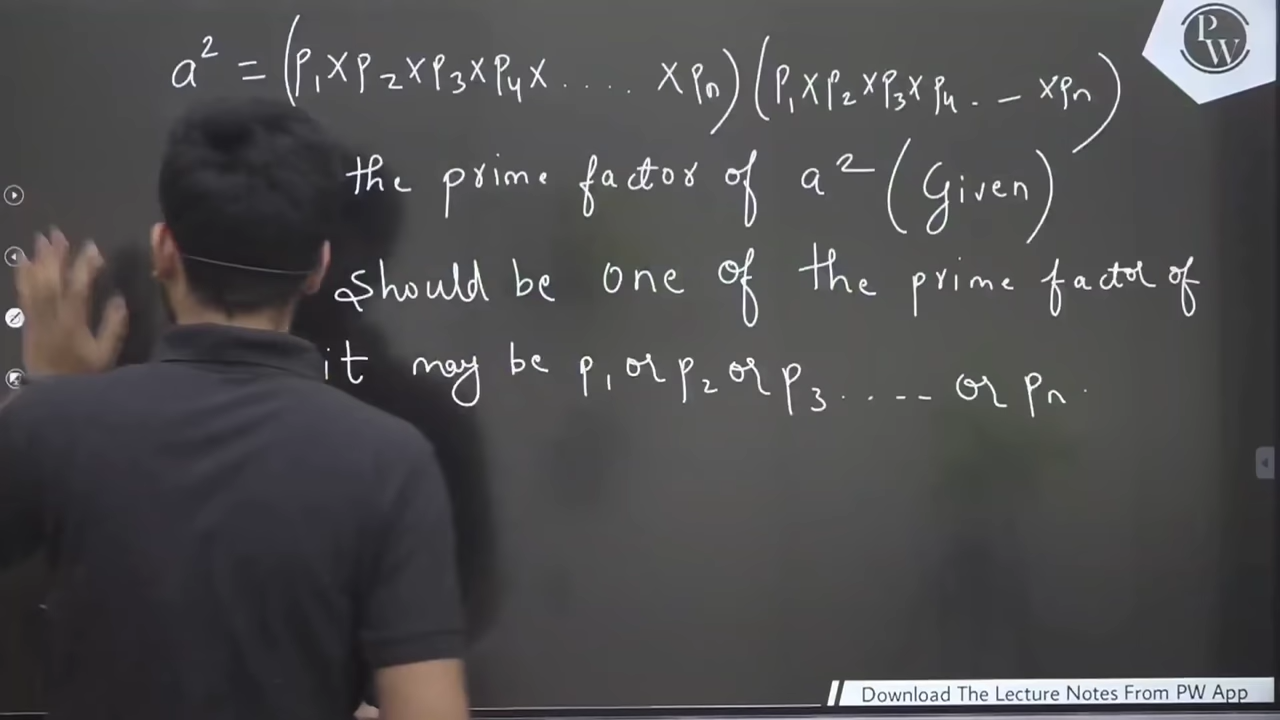 a² = (p₁×p₂×p₃×p₄×..... ×pₙ)(p₁×p₂×p₃×p₄..– ×pₙ)
the prime factor of a² (Given)
should be one of the prime factor of
it may be p₁ or p₂ or p₃ ....-- or pₙ.
PW
Download The Lecture Notes From PW App